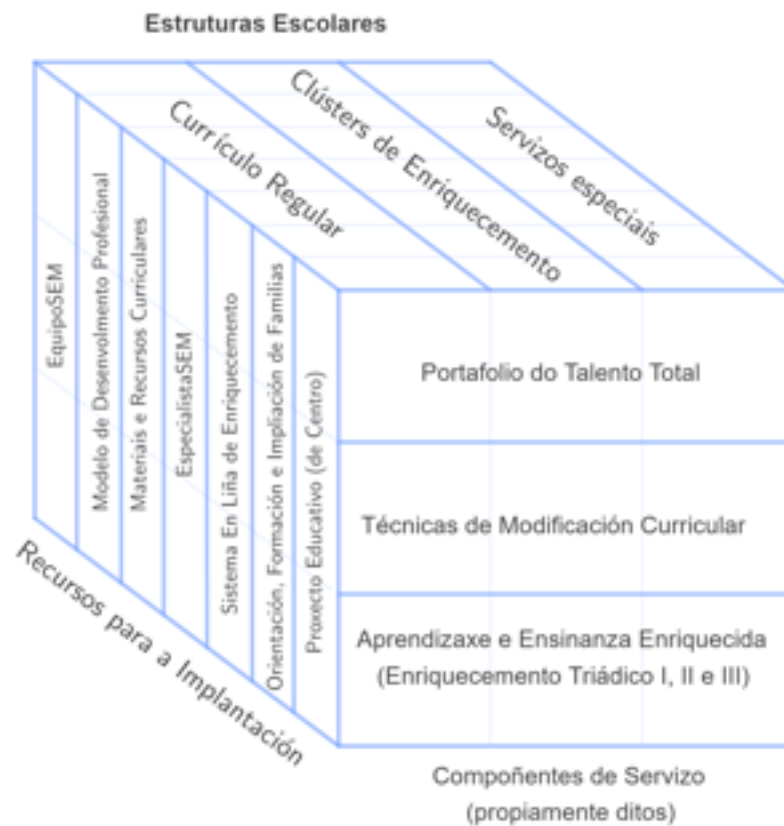 Estruturas Escolares
Currículo Regular
Clústers de Enriquecemento
Servizos especiais
EquipoSEM
Modelo de Desenvolmento Profesional
Materiais e Recursos Curriculares
EspecialistaSEM
Sistema En Liña de Enriquecemento
Orientación, Formación e Impliación de Familias
Proxecto Educativo (de Centro)
Recursos para a Implantación
Portafolio do Talento Total
Técnicas de Modificación Curricular
Aprendizaxe e Ensinanza Enriquecida
(Enriquecemento Triádico I, II e III)
Compoñentes de Servizo
(propiamente ditos)